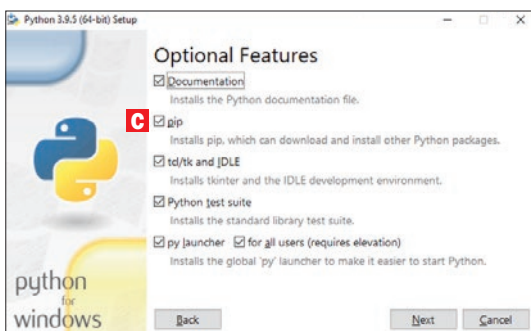 Python 3.9.5 (64-bit) Setup
Optional Features
Documentation
Installs the Python documentation file.
C
pip
Installs pip, which can download and install other Python packages.
tcl/tk and IDLE
Installs tkinter and the IDLE development environment.
Python test suite
Installs the standard library test suite.
py launcher for all users (requires elevation)
Installs the global 'py' launcher to make it easier to start Python.
python
for
windows
Back Next Cancel